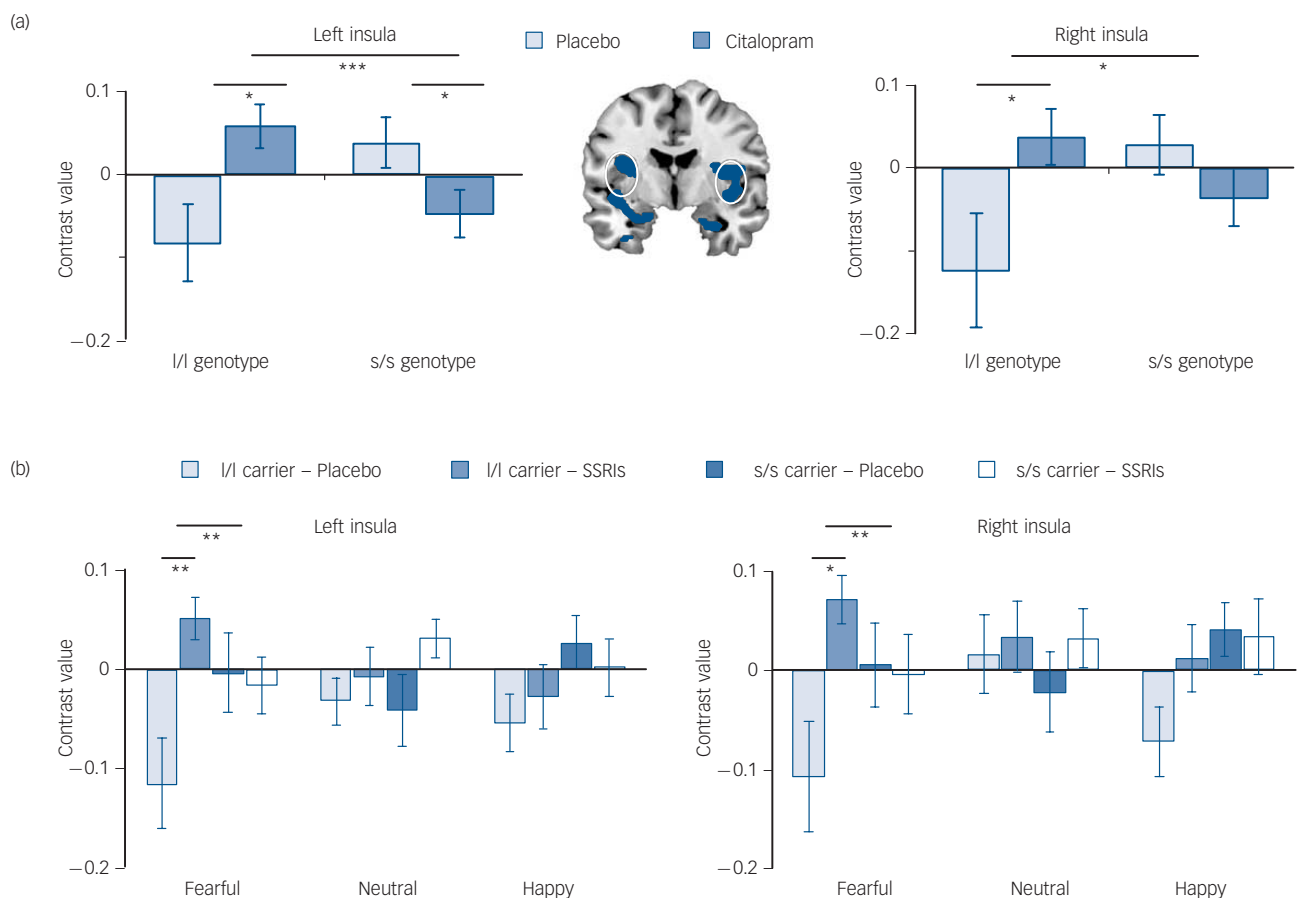 (a)
Left insula
Placebo
Citalopram
Right insula
***
*
*
*
*
0.1
0
−0.2
Contrast value
l/l genotype
s/s genotype
0.1
0
−0.2
Contrast value
l/l genotype
s/s genotype
(b)
l/l carrier – Placebo
l/l carrier – SSRIs
s/s carrier – Placebo
s/s carrier – SSRIs
Left insula
**
**
0.1
0
−0.1
−0.2
Contrast value
Fearful
Neutral
Happy
Right insula
**
*
0.1
0
−0.1
−0.2
Contrast value
Fearful
Neutral
Happy